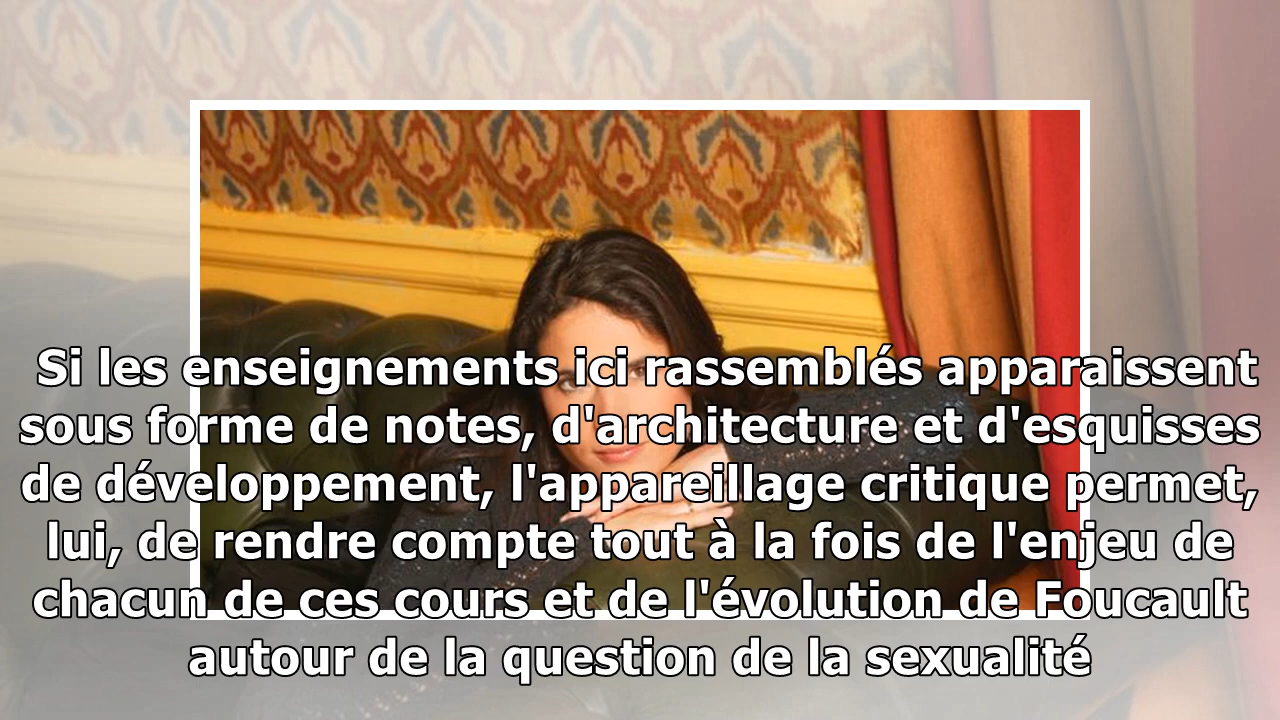 Si les enseignements ici rassemblés apparaissent
sous forme de notes, d'architecture et d'esquisses
de développement, l'appareillage critique permet,
lui, de rendre compte tout à la fois de l'enjeu de
chacun de ces cours et de l'évolution de Foucault
autour de la question de la sexualité